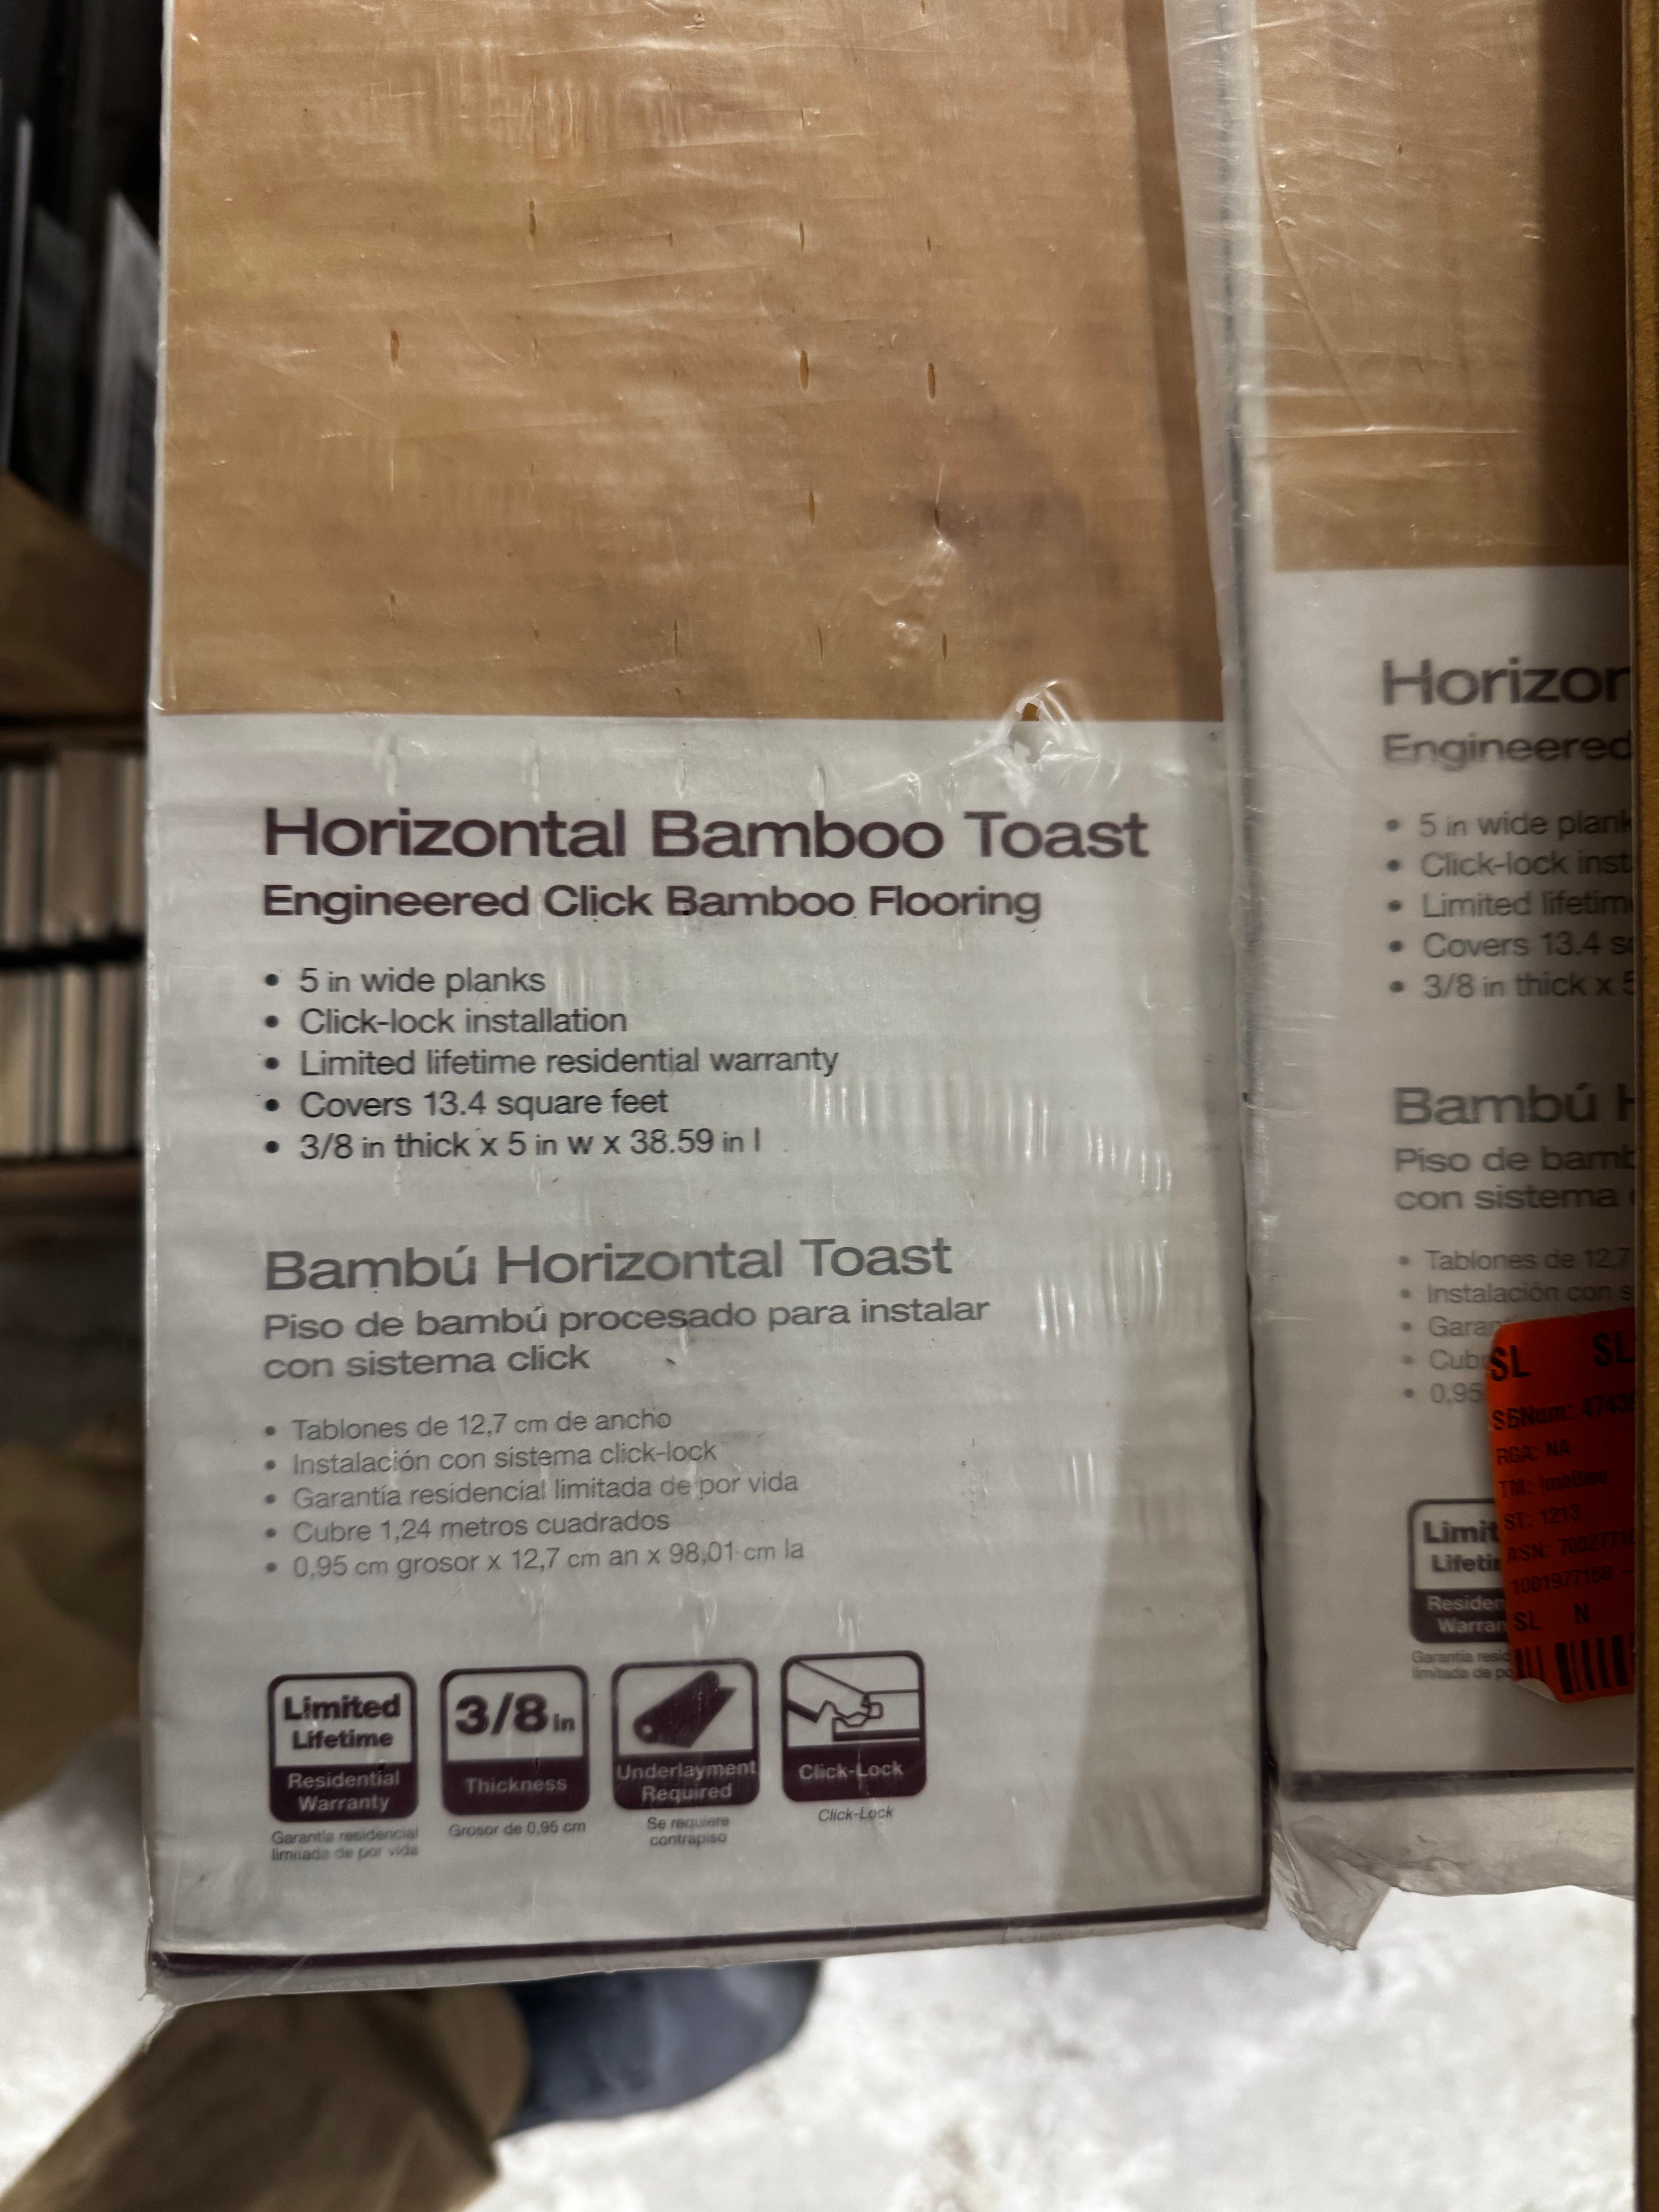 Horizontal Bamboo Toast
Engineered Click Bamboo Flooring
• 5 in wide planks
• Click-lock installation
• Limited lifetime residential warranty
• Covers 13.4 square feet
• 3/8 in thick x 5 in w x 38.59 in l
Bambú Horizontal Toast
Piso de bambú procesado para instalar
con sistema click
• Tablones de 12,7 cm de ancho
• Instalación con sistema click-lock
• Garantía residencial limitada de por vida
• Cubre 1,24 metros cuadrados
• 0,95 cm grosor x 12,7 cm an x 98,01 cm la
Limited
Lifetime
Residential
Warranty
Garantía residencial
limitada de por vida
3/8 in
Thickness
Grosor de 0,95 cm
Underlayment
Required
Se requiere
contrapiso
Click-Lock
Click-Lock
Horizon
Engineered
• 5 in wide plank
• Click-lock inst
• Limited lifetim
• Covers 13.4 s
• 3/8 in thick x 5
Bambú H
Piso de bamb
con sistema
• Tablones de 12,7
• Instalación con s
• Garan
• Cub
• 0,95
Limit
Lifeti
Residen
Warran
Garantía resid
limitada de po
SL SL
RGA: NA
ST: 1213
1001977158
SL N